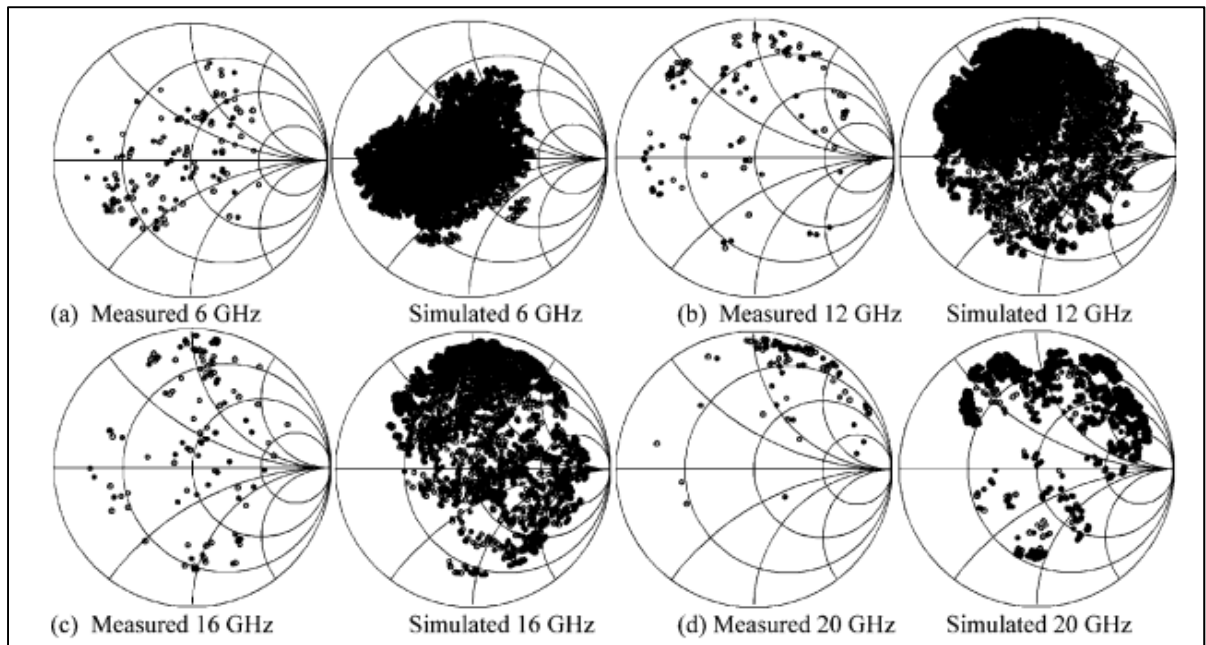 (a) Measured 6 GHz Simulated 6 GHz (b) Measured 12 GHz Simulated 12 GHz
(c) Measured 16 GHz Simulated 16 GHz (d) Measured 20 GHz Simulated 20 GHz